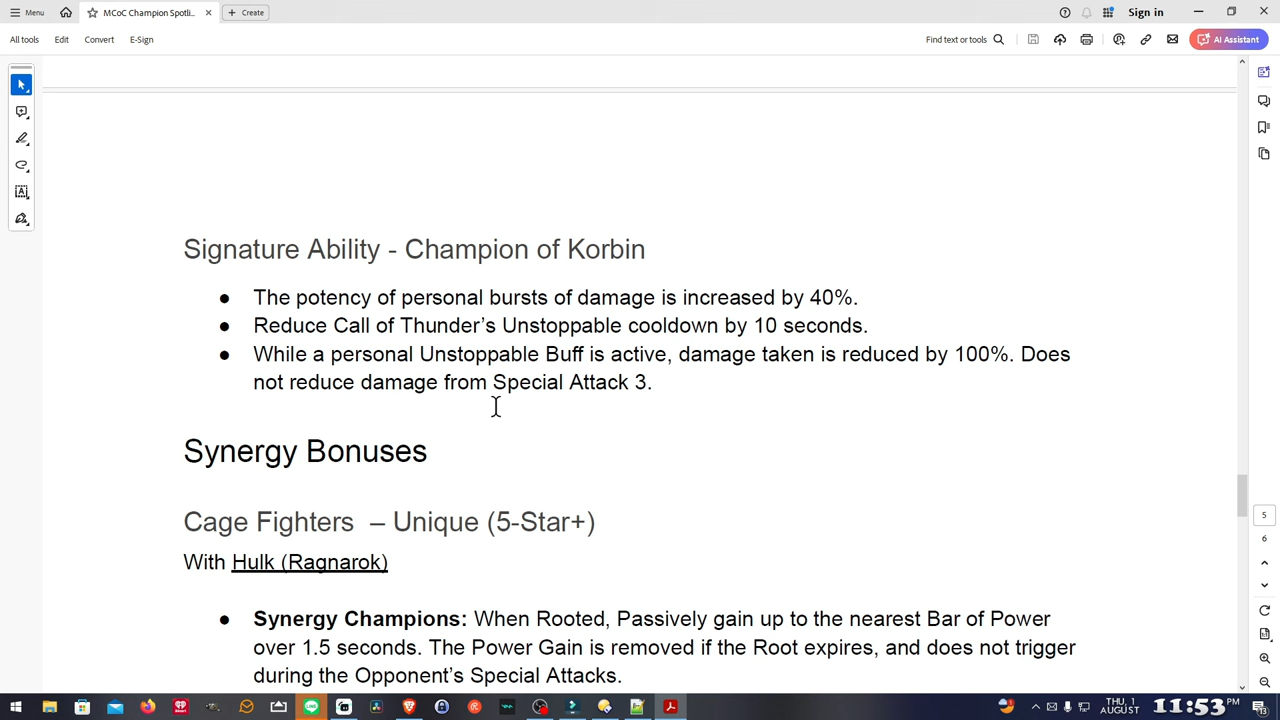 Menu
MCoC Champion Spotli...
Create
Sign in
All tools
Edit
Convert
E-Sign
Find text or tools
AI Assistant
Signature Ability - Champion of Korbin
● The potency of personal bursts of damage is increased by 40%.
● Reduce Call of Thunder's Unstoppable cooldown by 10 seconds.
● While a personal Unstoppable Buff is active, damage taken is reduced by 100%. Does
not reduce damage from Special Attack 3.
Synergy Bonuses
Cage Fighters – Unique (5-Star+)
With Hulk (Ragnarok)
● Synergy Champions: When Rooted, Passively gain up to the nearest Bar of Power
over 1.5 seconds. The Power Gain is removed if the Root expires, and does not trigger
during the Opponent's Special Attacks.
5
6
THU, 1
AUGUST
11:53 PM